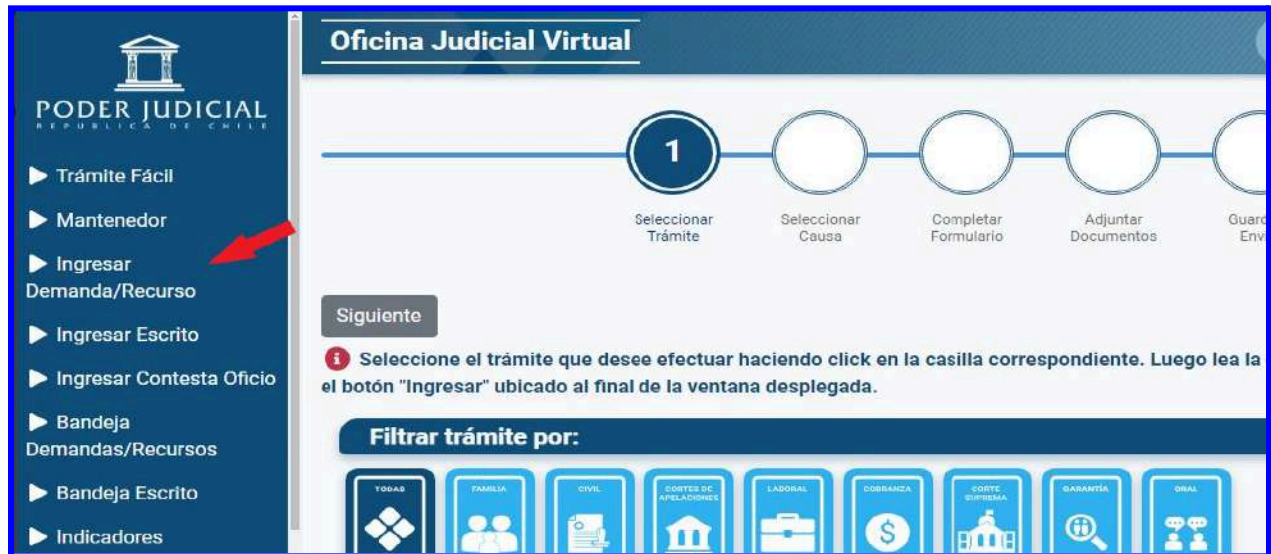 PODER JUDICIAL
REPUBLICA DE CHILE
Trámite Fácil
Mantenedor
Ingresar
Demanda/Recurso
Ingresar Escrito
Ingresar Contesta Oficio
Bandeja
Demandas/Recursos
Bandeja Escrito
Indicadores
Oficina Judicial Virtual
1
Seleccionar
Trámite
Seleccionar
Causa
Completar
Formulario
Adjuntar
Documentos
Guard
Envi
Siguiente
Seleccione el trámite que desee efectuar haciendo click en la casilla correspondiente. Luego lea la
el botón "Ingresar" ubicado al final de la ventana desplegada.
Filtrar trámite por:
TODAS
FAMILIA
CIVIL
CORTES DE
APELACIONES
LABORAL
COBRANZA
CORTE
SUPREMA
GARANTÍA
ORAL